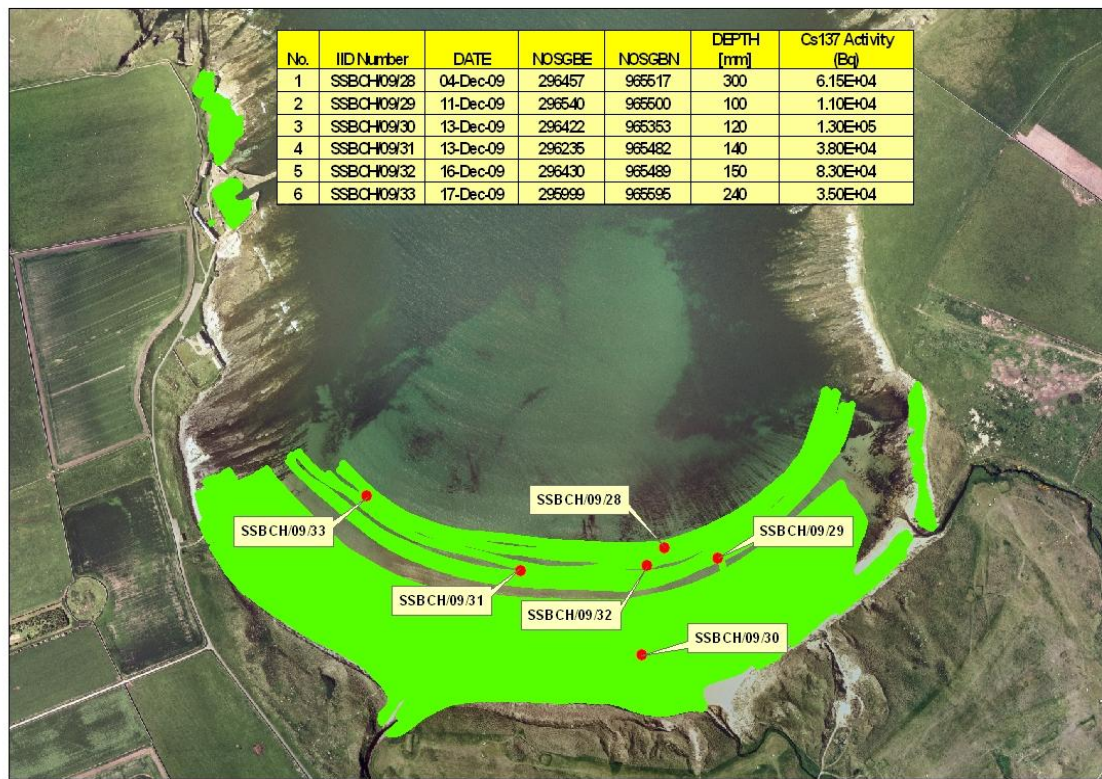 No. IID Number DATE NOSGBE NOSGBN DEPTH [mm] Cs137 Activity (Bq)
1 SSBCH/09/28 04-Dec-09 296457 965517 300 6.15E+04
2 SSBCH/09/29 11-Dec-09 296540 965500 100 1.10E+04
3 SSBCH/09/30 13-Dec-09 296422 965353 120 1.30E+05
4 SSBCH/09/31 13-Dec-09 296235 965482 140 3.80E+04
5 SSBCH/09/32 16-Dec-09 296430 965489 150 8.30E+04
6 SSBCH/09/33 17-Dec-09 295999 965595 240 3.50E+04
SSBCH/09/28
SSBCH/09/33
SSBCH/09/29
SSBCH/09/31
SSBCH/09/32
SSBCH/09/30